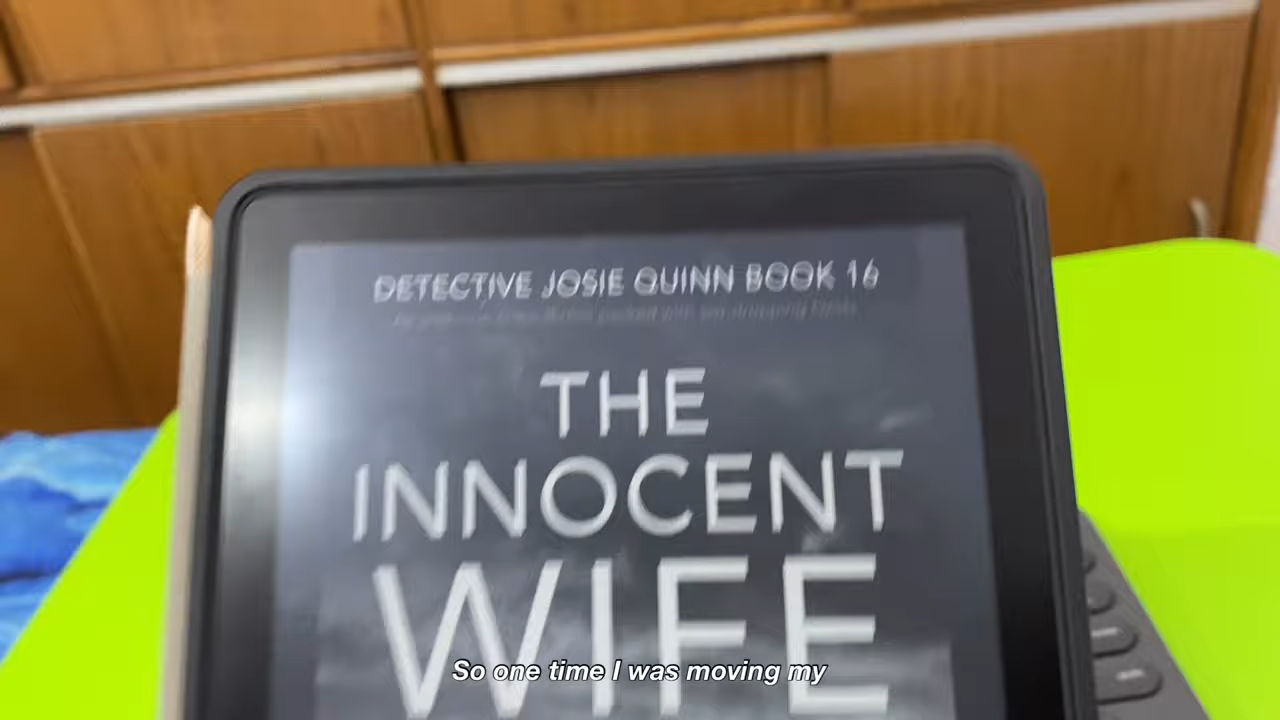 DETECTIVE JOSIE QUINN BOOK 16
THE
INNOCENT
WIFE
So one time I was moving my